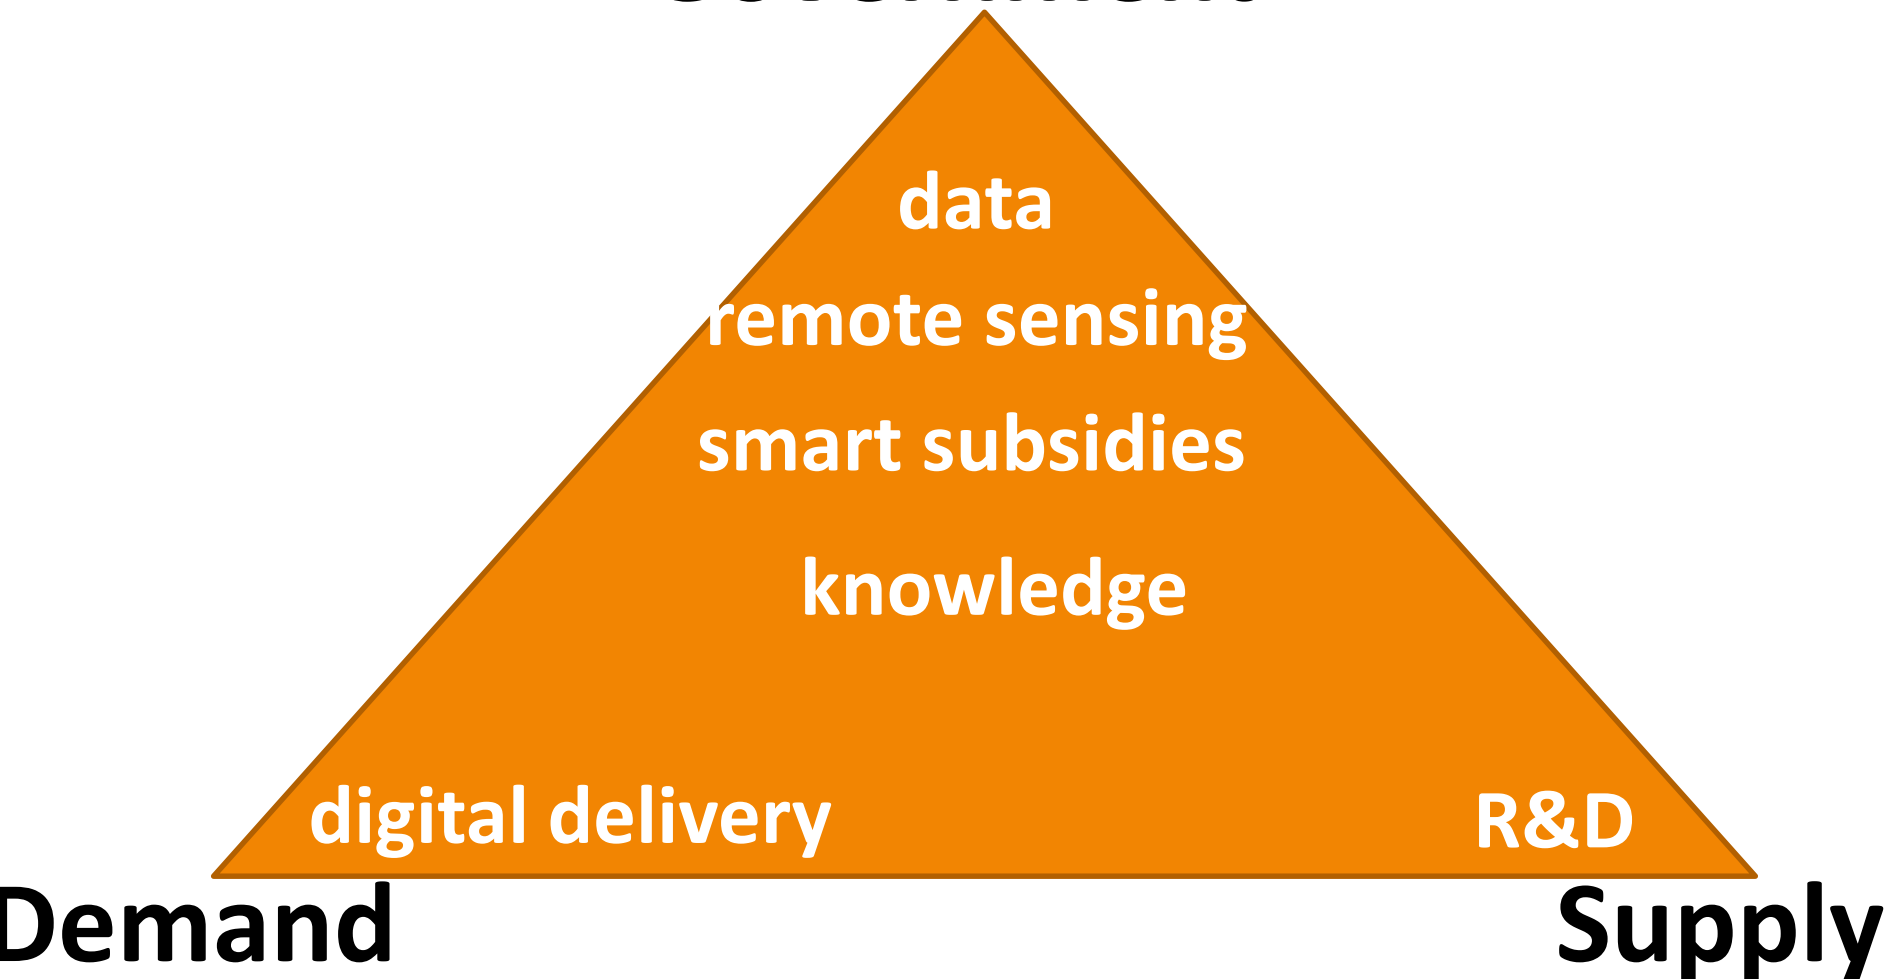 data
remote sensing
smart subsidies
knowledge
digital delivery
R&D
Demand
Supply